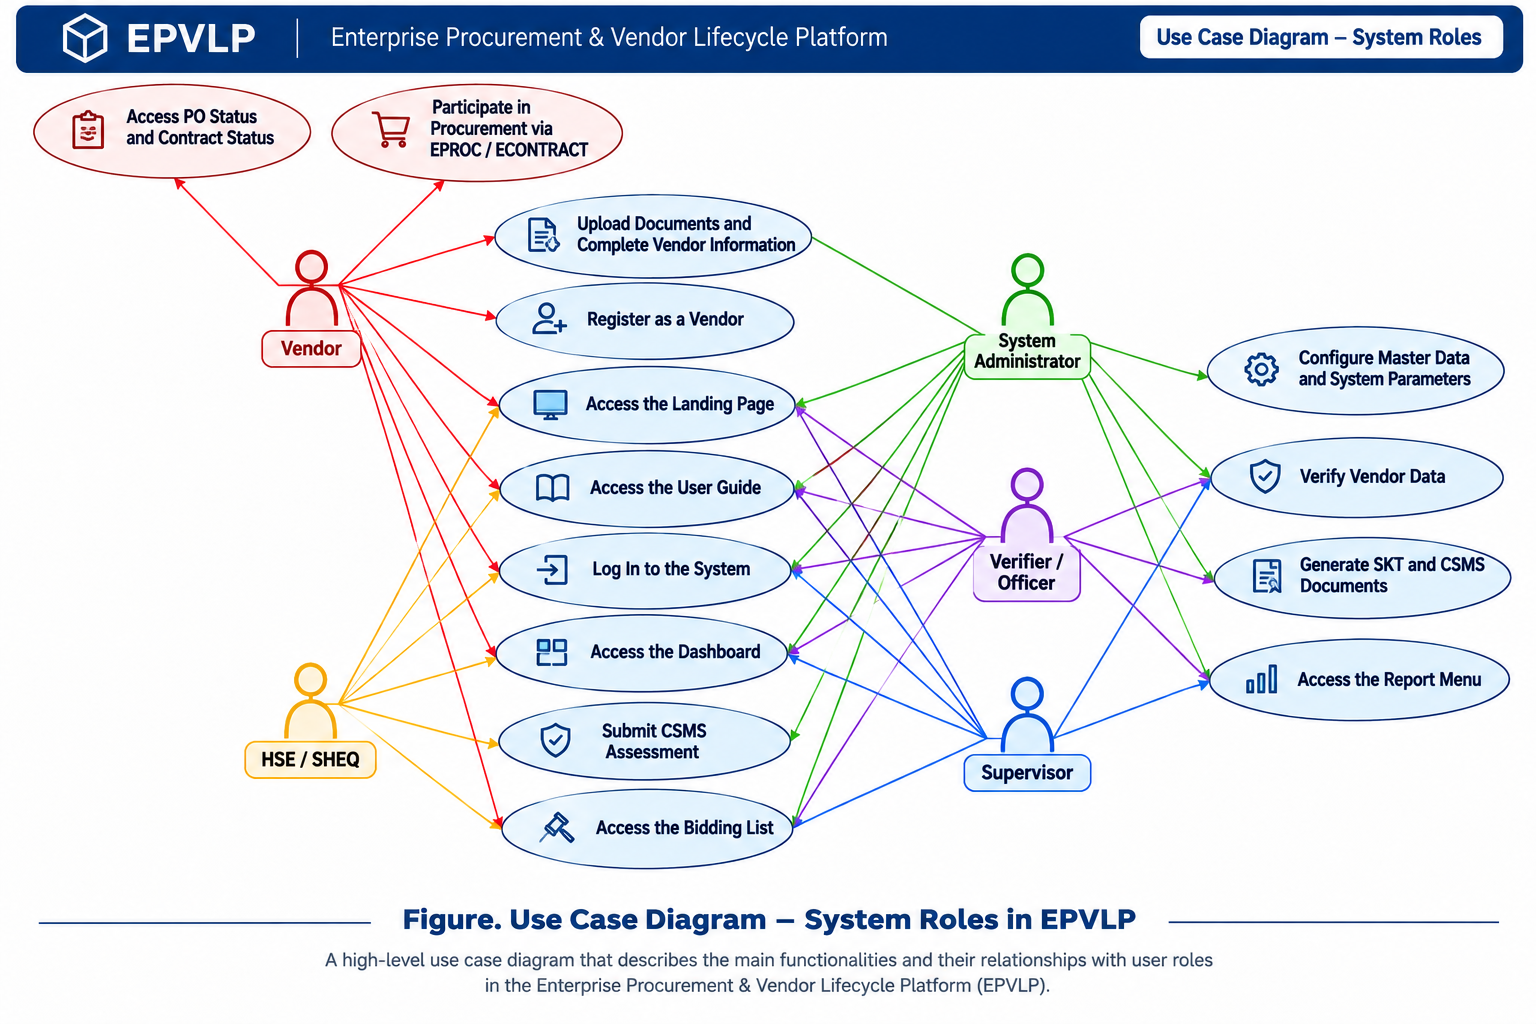 EPVLP
Enterprise Procurement & Vendor Lifecycle Platform
Use Case Diagram – System Roles
Access PO Status
and Contract Status
Participate in
Procurement via
EPROC / ECONTRACT
Upload Documents and
Complete Vendor Information
Register as a Vendor
Vendor
System
Administrator
Configure Master Data
and System Parameters
Access the Landing Page
Access the User Guide
Verify Vendor Data
Log In to the System
Verifier /
Officer
Generate SKT and CSMS
Documents
Access the Dashboard
Access the Report Menu
Submit CSMS
Assessment
HSE / SHEQ
Supervisor
Access the Bidding List
Figure. Use Case Diagram – System Roles in EPVLP
A high-level use case diagram that describes the main functionalities and their relationships with user roles
in the Enterprise Procurement & Vendor Lifecycle Platform (EPVLP).